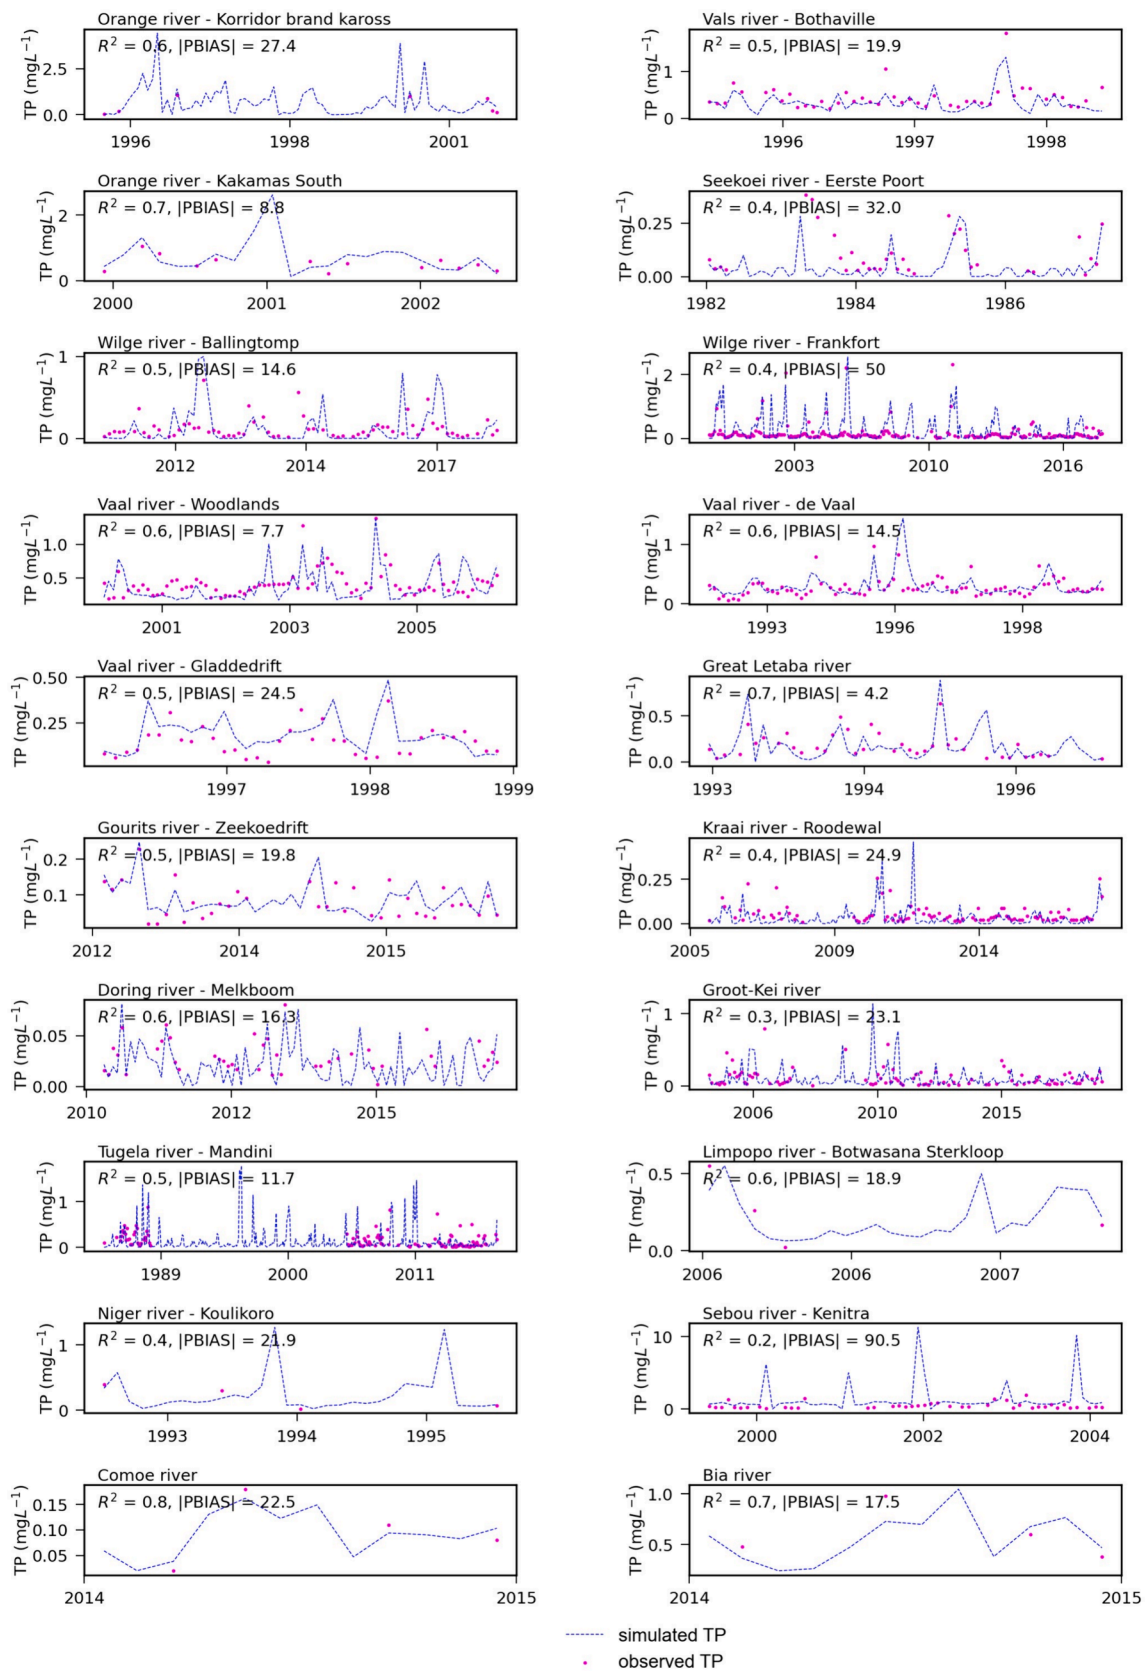 Orange river - Korridor brand kaross
R² = 0.6, |PBIAS| = 27.4
TP (mgL⁻¹)
2.5
0.0
1996 1998 2001
Vals river - Bothaville
R² = 0.5, |PBIAS| = 19.9
TP (mgL⁻¹)
1
0
1996 1997 1998
Orange river - Kakamas South
R² = 0.7, |PBIAS| = 8.8
TP (mgL⁻¹)
2
0
2000 2001 2002
Seekoei river - Eerste Poort
R² = 0.4, |PBIAS| = 32.0
TP (mgL⁻¹)
0.25
0.00
1982 1984 1986
Wilge river - Ballingtomp
R² = 0.5, |PBIAS| = 14.6
TP (mgL⁻¹)
1
0
2012 2014 2017
Wilge river - Frankfort
R² = 0.4, |PBIAS| = 50
TP (mgL⁻¹)
2
0
2003 2010 2016
Vaal river - Woodlands
R² = 0.6, |PBIAS| = 7.7
TP (mgL⁻¹)
1.0
0.5
2001 2003 2005
Vaal river - de Vaal
R² = 0.6, |PBIAS| = 14.5
TP (mgL⁻¹)
1
0
1993 1996 1998
Vaal river - Gladdedrift
R² = 0.5, |PBIAS| = 24.5
TP (mgL⁻¹)
0.50
0.25
1997 1998 1999
Great Letaba river
R² = 0.7, |PBIAS| = 4.2
TP (mgL⁻¹)
0.5
0.0
1993 1994 1996
Gourits river - Zeekoedrift
R² = 0.5, |PBIAS| = 19.8
TP (mgL⁻¹)
0.2
0.1
2012 2014 2015
Kraai river - Roodewal
R² = 0.4, |PBIAS| = 24.9
TP (mgL⁻¹)
0.25
0.00
2005 2009 2014
Doring river - Melkboom
R² = 0.6, |PBIAS| = 16.3
TP (mgL⁻¹)
0.05
0.00
2010 2012 2015
Groot-Kei river
R² = 0.3, |PBIAS| = 23.1
TP (mgL⁻¹)
1
0
2006 2010 2015
Tugela river - Mandini
R² = 0.5, |PBIAS| = 11.7
TP (mgL⁻¹)
1
0
1989 2000 2011
Limpopo river - Botwasana Sterkloop
R² = 0.6, |PBIAS| = 18.9
TP (mgL⁻¹)
0.5
0.0
2006 2006 2007
Niger river - Koulikoro
R² = 0.4, |PBIAS| = 21.9
TP (mgL⁻¹)
1
0
1993 1994 1995
Sebou river - Kenitra
R² = 0.2, |PBIAS| = 90.5
TP (mgL⁻¹)
10
0
2000 2002 2004
Comoe river
R² = 0.8, |PBIAS| = 22.5
TP (mgL⁻¹)
0.15
0.10
0.05
2014 2015
Bia river
R² = 0.7, |PBIAS| = 17.5
TP (mgL⁻¹)
1.0
0.5
2014 2015
simulated TP
observed TP